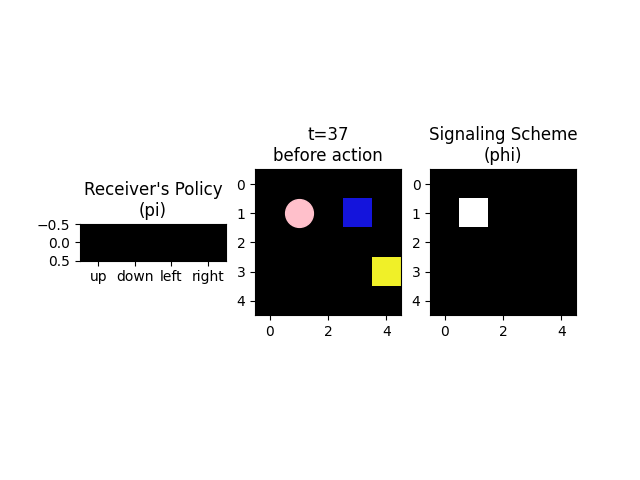 Receiver's Policy
(pi)
−0.5
0.0
0.5
up down left right
t=37
before action
0
1
2
3
4
0 2 4
Signaling Scheme
(phi)
0
1
2
3
4
0 2 4